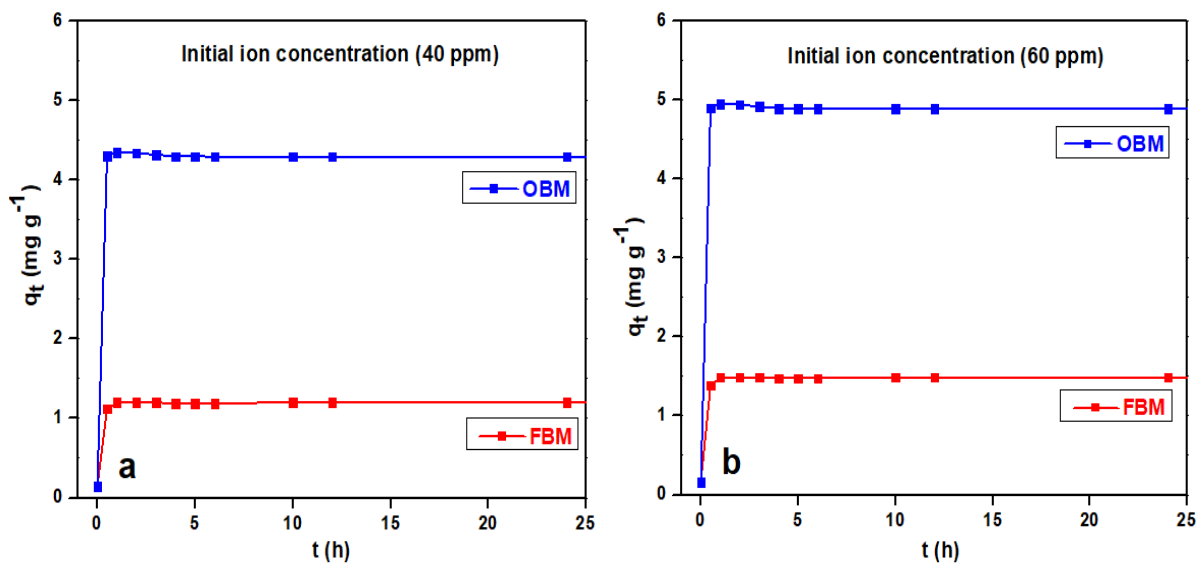 Initial ion concentration (40 ppm)
6
5
4
3
2
1
0
qt (mg g-1)
OBM
FBM
a
0
5
10
15
20
25
t (h)
Initial ion concentration (60 ppm)
6
5
4
3
2
1
0
qt (mg g-1)
OBM
FBM
b
0
5
10
15
20
25
t (h)